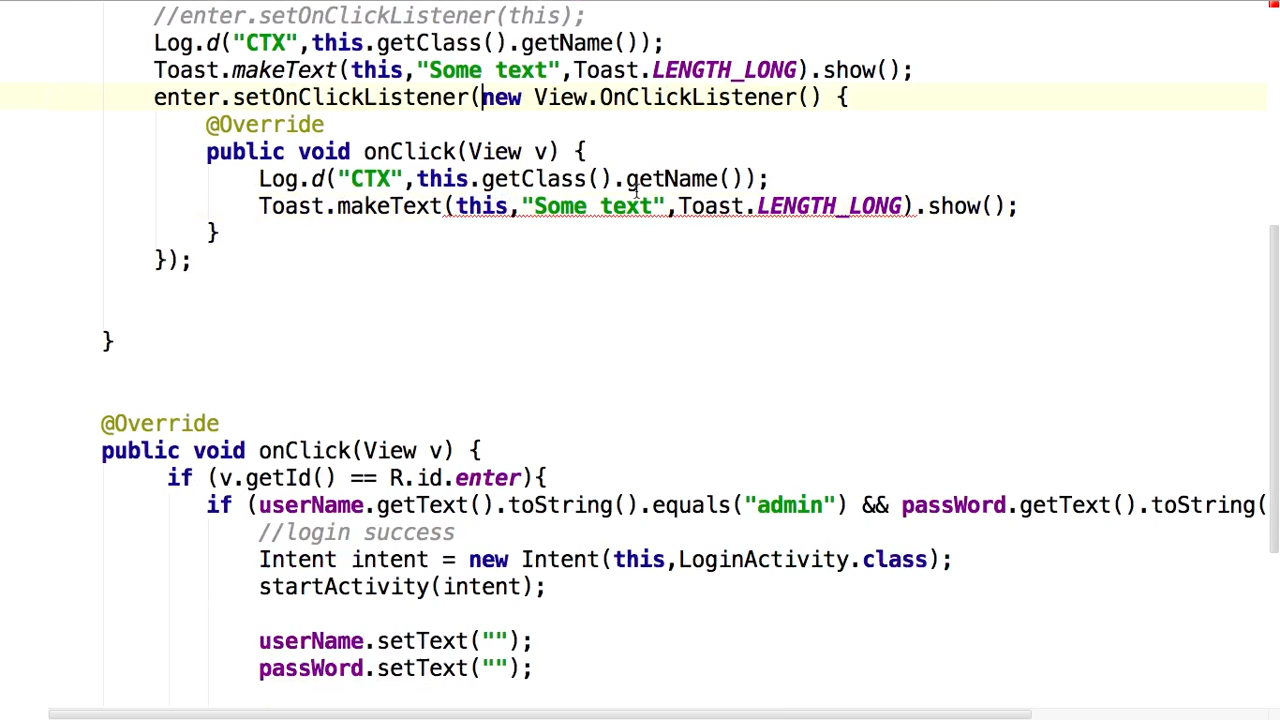 //enter.setOnClickListener(this);
Log.d("CTX",this.getClass().getName());
Toast.makeText(this,"Some text",Toast.LENGTH_LONG).show();
enter.setOnClickListener(new View.OnClickListener() {
@Override
public void onClick(View v) {
Log.d("CTX",this.getClass().getName());
Toast.makeText(this,"Some text",Toast.LENGTH_LONG).show();
}
});
}
@Override
public void onClick(View v) {
if (v.getId() == R.id.enter){
if (userName.getText().toString().equals("admin") && passWord.getText().toString(
//login success
Intent intent = new Intent(this,LoginActivity.class);
startActivity(intent);
userName.setText("");
passWord.setText("");